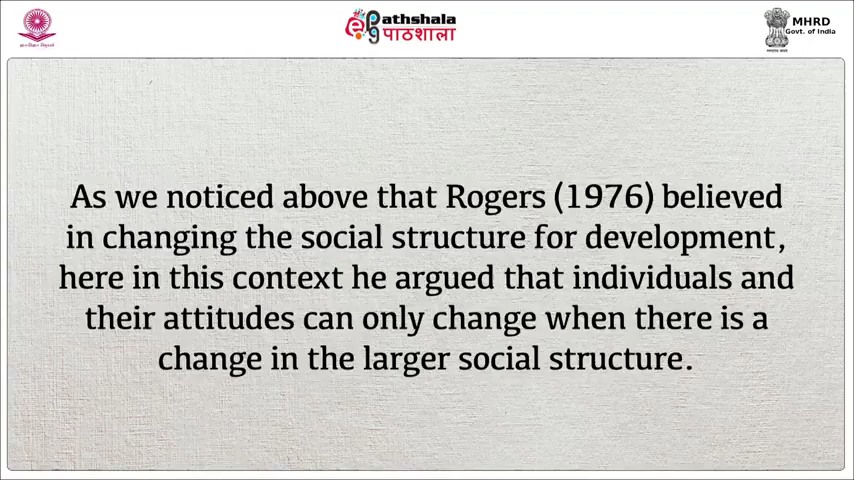 ePathshala
पाठशाला
MHRD
Govt. of India
As we noticed above that Rogers (1976) believed
in changing the social structure for development,
here in this context he argued that individuals and
their attitudes can only change when there is a
change in the larger social structure.